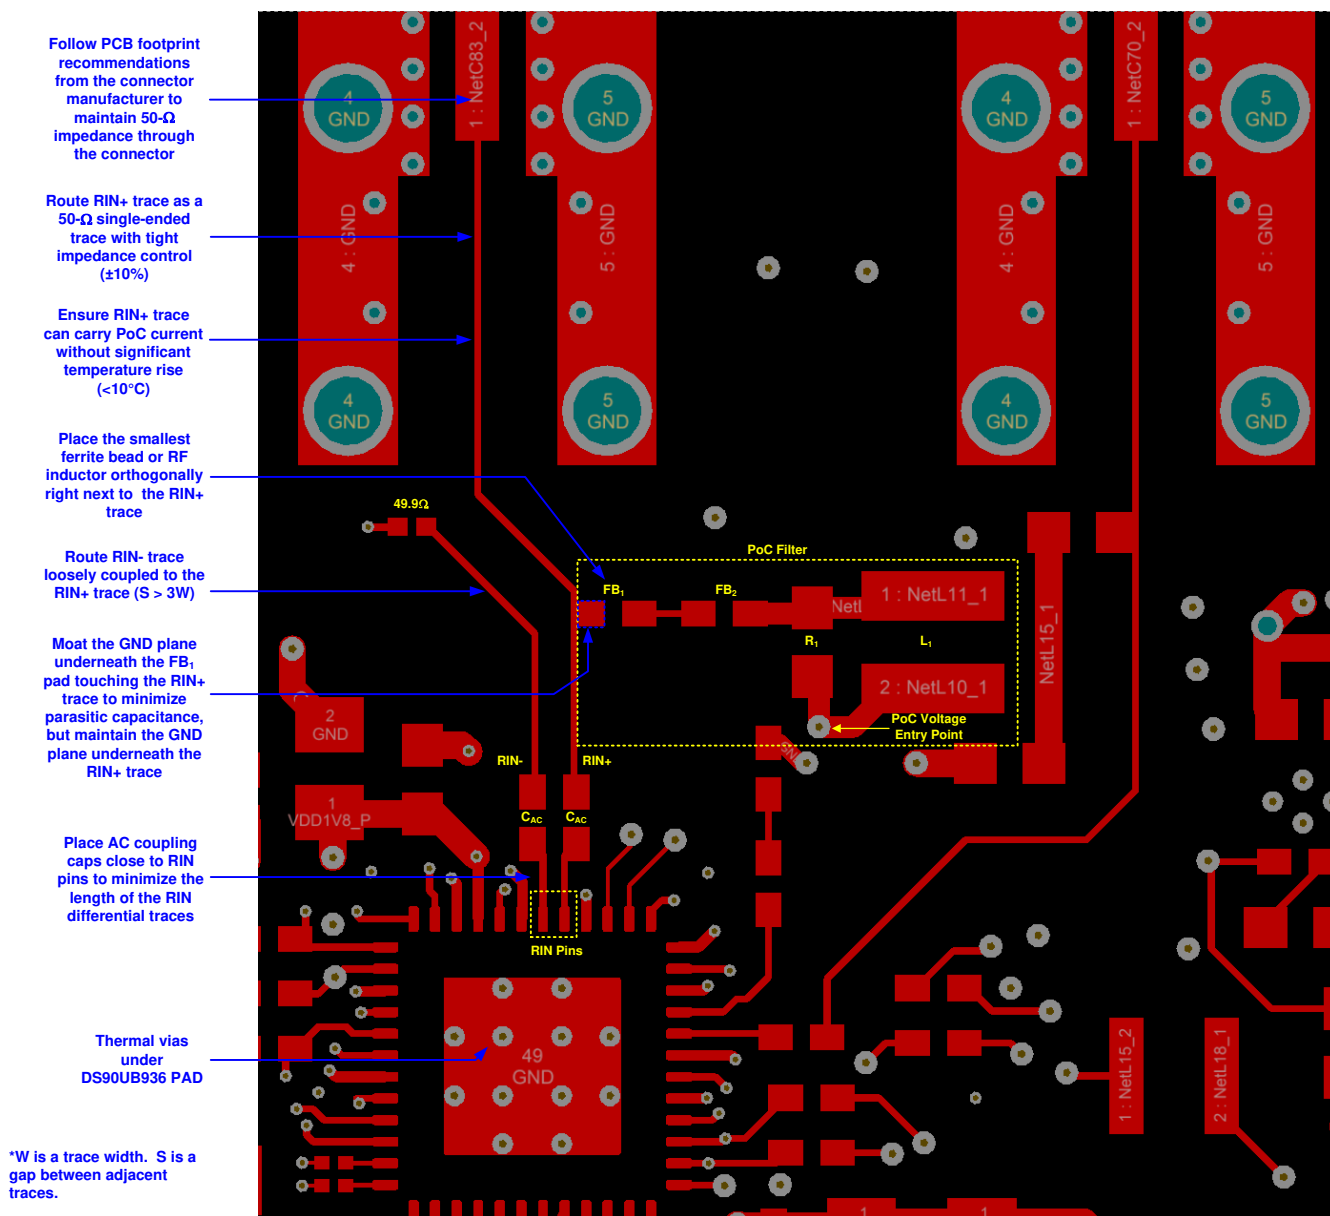 Follow PCB footprint
recommendations
from the connector
manufacturer to
maintain 50-Ω
impedance through
the connector
Route RIN+ trace as a
50-Ω single-ended
trace with tight
impedance control
(±10%)
Ensure RIN+ trace
can carry PoC current
without significant
temperature rise
(<10°C)
Place the smallest
ferrite bead or RF
inductor orthogonally
right next to the RIN+
trace
Route RIN- trace
loosely coupled to the
RIN+ trace (S > 3W)
Moat the GND plane
underneath the FB₁
pad touching the RIN+
trace to minimize
parasitic capacitance,
but maintain the GND
plane underneath the
RIN+ trace
Place AC coupling
caps close to RIN
pins to minimize the
length of the RIN
differential traces
Thermal vias
under
DS90UB936 PAD
*W is a trace width. S is a
gap between adjacent
traces.
1 : NetC83_2
1 : NetC70_2
4
GND
5
GND
4
GND
5
GND
4 : GND
5 : GND
4 : GND
5 : GND
4
GND
5
GND
4
GND
5
GND
49.9Ω
PoC Filter
FB₁
FB₂
NetL
1 : NetL11_1
R₁
L₁
2 : NetL10_1
NetL15_1
PoC Voltage
Entry Point
2
GND
1
VDD1V8_P
RIN-
RIN+
C_AC
C_AC
RIN Pins
49
GND
1 : NetL15_2
2 : NetL18_1
1
1